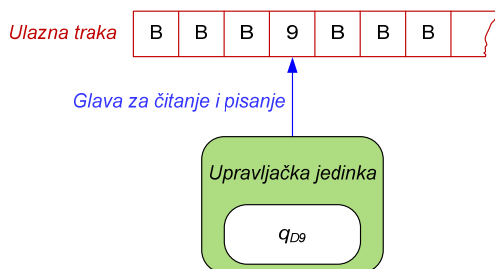 Ulazna traka B B B 9 B B B
Glava za čitanje i pisanje
Upravljačka jedinka
qD9